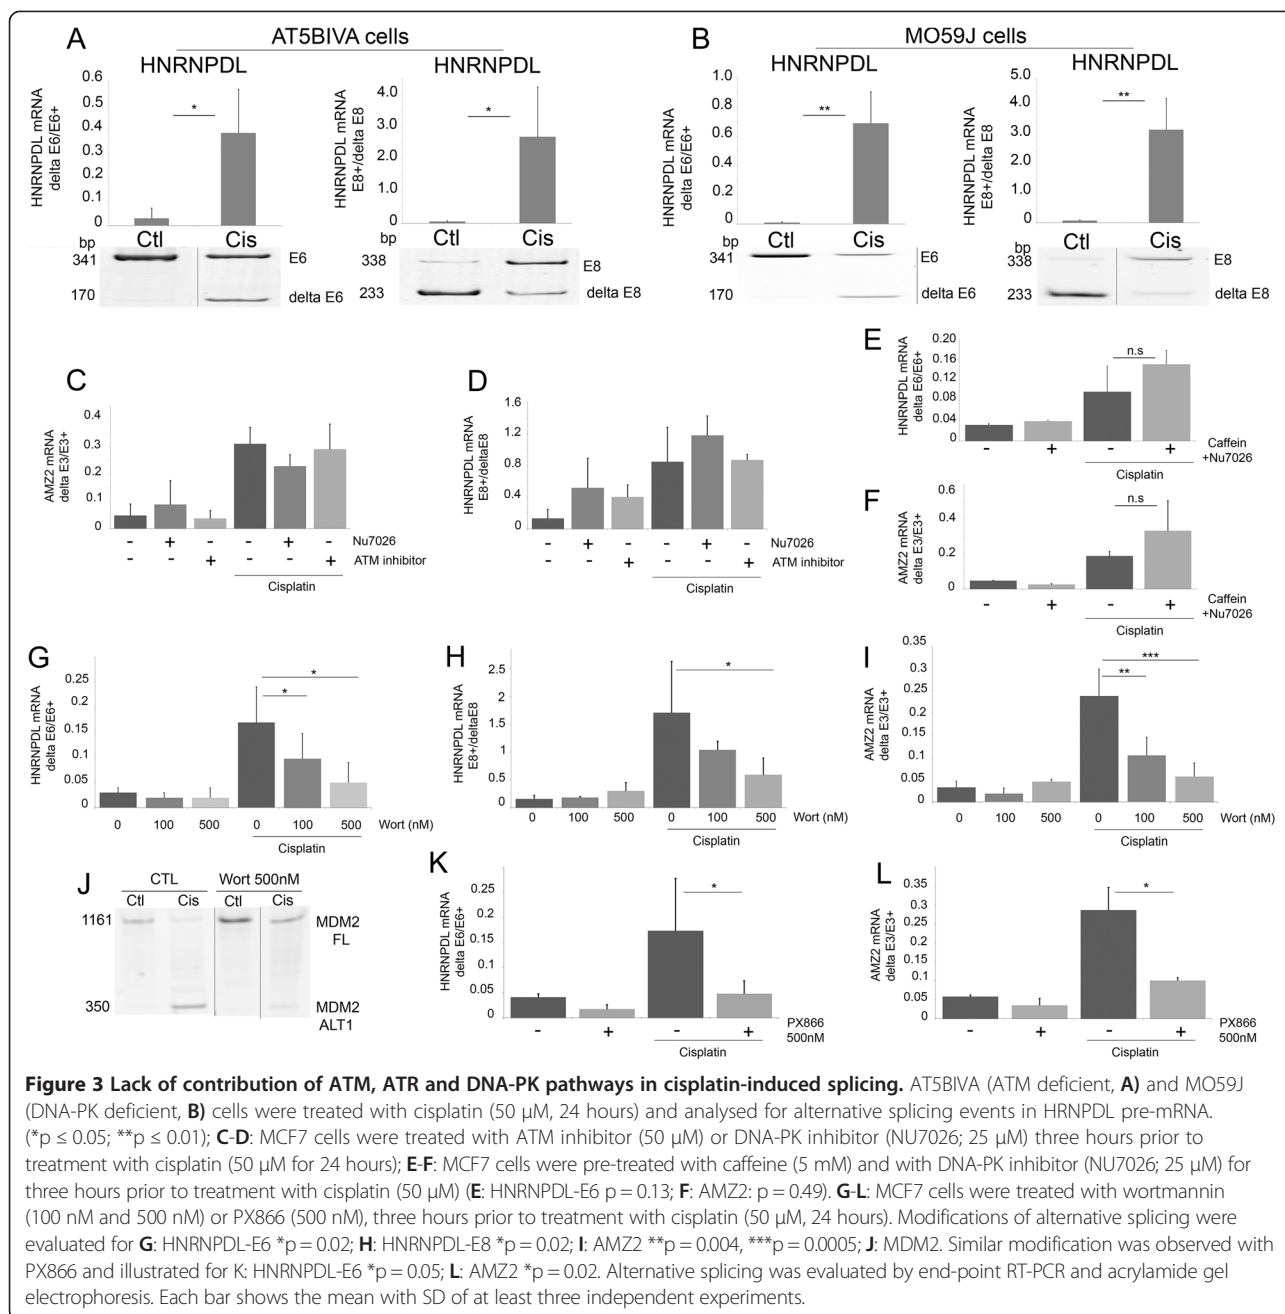 A
AT5BIVA cells
HNRNPDL
HNRNPDL mRNA
delta E6/E6+
0.6
0.5
0.4
0.3
0.2
0.1
0
*
bp
Ctl
Cis
341
E6
170
delta E6
HNRNPDL
HNRNPDL mRNA
E8+/delta E8
5.0
4.0
3.0
2.0
1.0
0
*
Ctl
Cis
338
E8
233
delta E8
B
MO59J cells
HNRNPDL
HNRNPDL mRNA
delta E6/E6+
1.0
0.8
0.6
0.4
0.2
0
**
bp
Ctl
Cis
341
E6
170
delta E6
HNRNPDL
HNRNPDL mRNA
E8+/delta E8
5.0
4.0
3.0
2.0
1.0
0
**
bp
Ctl
Cis
338
E8
233
delta E8
C
AMZ2 mRNA
delta E3/E3+
0.4
0.3
0.2
0.1
0
- + - - + - Nu7026
- - + - - + ATM inhibitor
Cisplatin
D
HNRNPDL mRNA
E8+/deltaE8
1.6
1.2
0.8
0.4
0
- + - - + - Nu7026
- - + - - + ATM inhibitor
Cisplatin
E
HNRNPDL mRNA
delta E6/E6+
0.20
0.16
0.12
0.08
0.04
0
n.s
- + - +
Caffein
+Nu7026
Cisplatin
F
AMZ2 mRNA
delta E3/E3+
0.6
0.4
0.2
0
n.s
- + - +
Caffein
+Nu7026
Cisplatin
G
HNRNPDL mRNA
delta E6/E6+
0.25
0.2
0.15
0.1
0.05
0
*
*
0 100 500 0 100 500 Wort (nM)
Cisplatin
H
HNRNPDL mRNA
E8+/deltaE8
2.5
2
1.5
1
0.5
0
*
0 100 500 0 100 500 Wort (nM)
Cisplatin
I
AMZ2 mRNA
delta E3/E3+
0.35
0.3
0.25
0.2
0.15
0.1
0.05
0
***
**
0 100 500 0 100 500 Wort (nM)
Cisplatin
J
CTL Wort 500nM
Ctl Cis Ctl Cis
1161
MDM2
FL
350
MDM2
ALT1
K
HNRNPDL mRNA
delta E6/E6+
0.25
0.2
0.15
0.1
0.05
0
*
- + - +
PX866
500nM
Cisplatin
L
AMZ2 mRNA
delta E3/E3+
0.35
0.3
0.25
0.2
0.15
0.1
0.05
0
*
- + - +
PX866
500nM
Cisplatin
Figure 3 Lack of contribution of ATM, ATR and DNA-PK pathways in cisplatin-induced splicing. AT5BIVA (ATM deficient, A) and MO59J
(DNA-PK deficient, B) cells were treated with cisplatin (50 μM, 24 hours) and analysed for alternative splicing events in HRNPDL pre-mRNA.
(*p ≤ 0.05; **p ≤ 0.01); C-D: MCF7 cells were treated with ATM inhibitor (50 μM) or DNA-PK inhibitor (NU7026; 25 μM) three hours prior to
treatment with cisplatin (50 μM for 24 hours); E-F: MCF7 cells were pre-treated with caffeine (5 mM) and with DNA-PK inhibitor (NU7026; 25 μM) for
three hours prior to treatment with cisplatin (50 μM) (E: HNRNPDL-E6 p = 0.13; F: AMZ2: p = 0.49). G-L: MCF7 cells were treated with wortmannin
(100 nM and 500 nM) or PX866 (500 nM), three hours prior to treatment with cisplatin (50 μM, 24 hours). Modifications of alternative splicing were
evaluated for G: HNRNPDL-E6 *p = 0.02; H: HNRNPDL-E8 *p = 0.02; I: AMZ2 **p = 0.004, ***p = 0.0005; J: MDM2. Similar modification was observed with
PX866 and illustrated for K: HNRNPDL-E6 *p = 0.05; L: AMZ2 *p = 0.02. Alternative splicing was evaluated by end-point RT-PCR and acrylamide gel
electrophoresis. Each bar shows the mean with SD of at least three independent experiments.